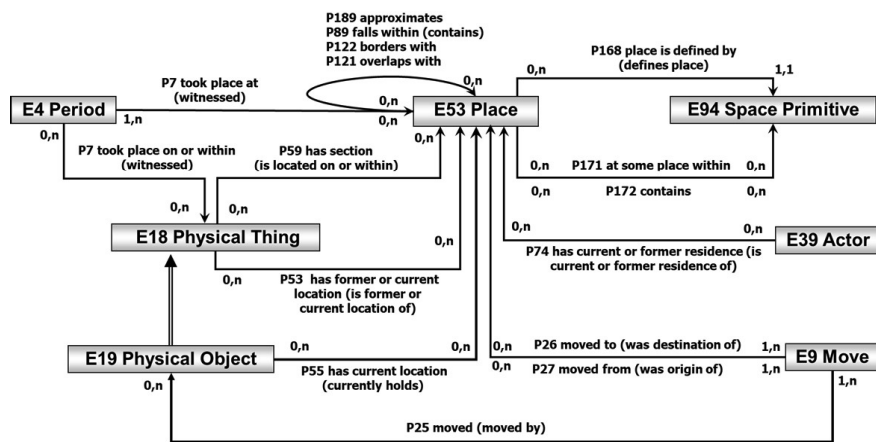 P189 approximates
P89 falls within (contains)
P122 borders with
P121 overlaps with
P7 took place at
(witnessed)
0,n
0,n
0,n
P168 place is defined by
(defines place)
1,1
E4 Period
1,n
0,n
E53 Place
E94 Space Primitive
0,n
0,n
P7 took place on or within
(witnessed)
P59 has section
(is located on or within)
0,n
P171 at some place within
0,n
0,n
P172 contains
0,n
0,n
0,n
E18 Physical Thing
0,n
0,n
0,n
E39 Actor
P74 has current or former residence (is
current or former residence of)
0,n
P53 has former or current
location (is former or
current location of)
E19 Physical Object
0,n
0,n
0,n
P26 moved to (was destination of)
1,n
E9 Move
P55 has current location
(currently holds)
0,n
P27 moved from (was origin of)
1,n
0,n
1,n
P25 moved (moved by)